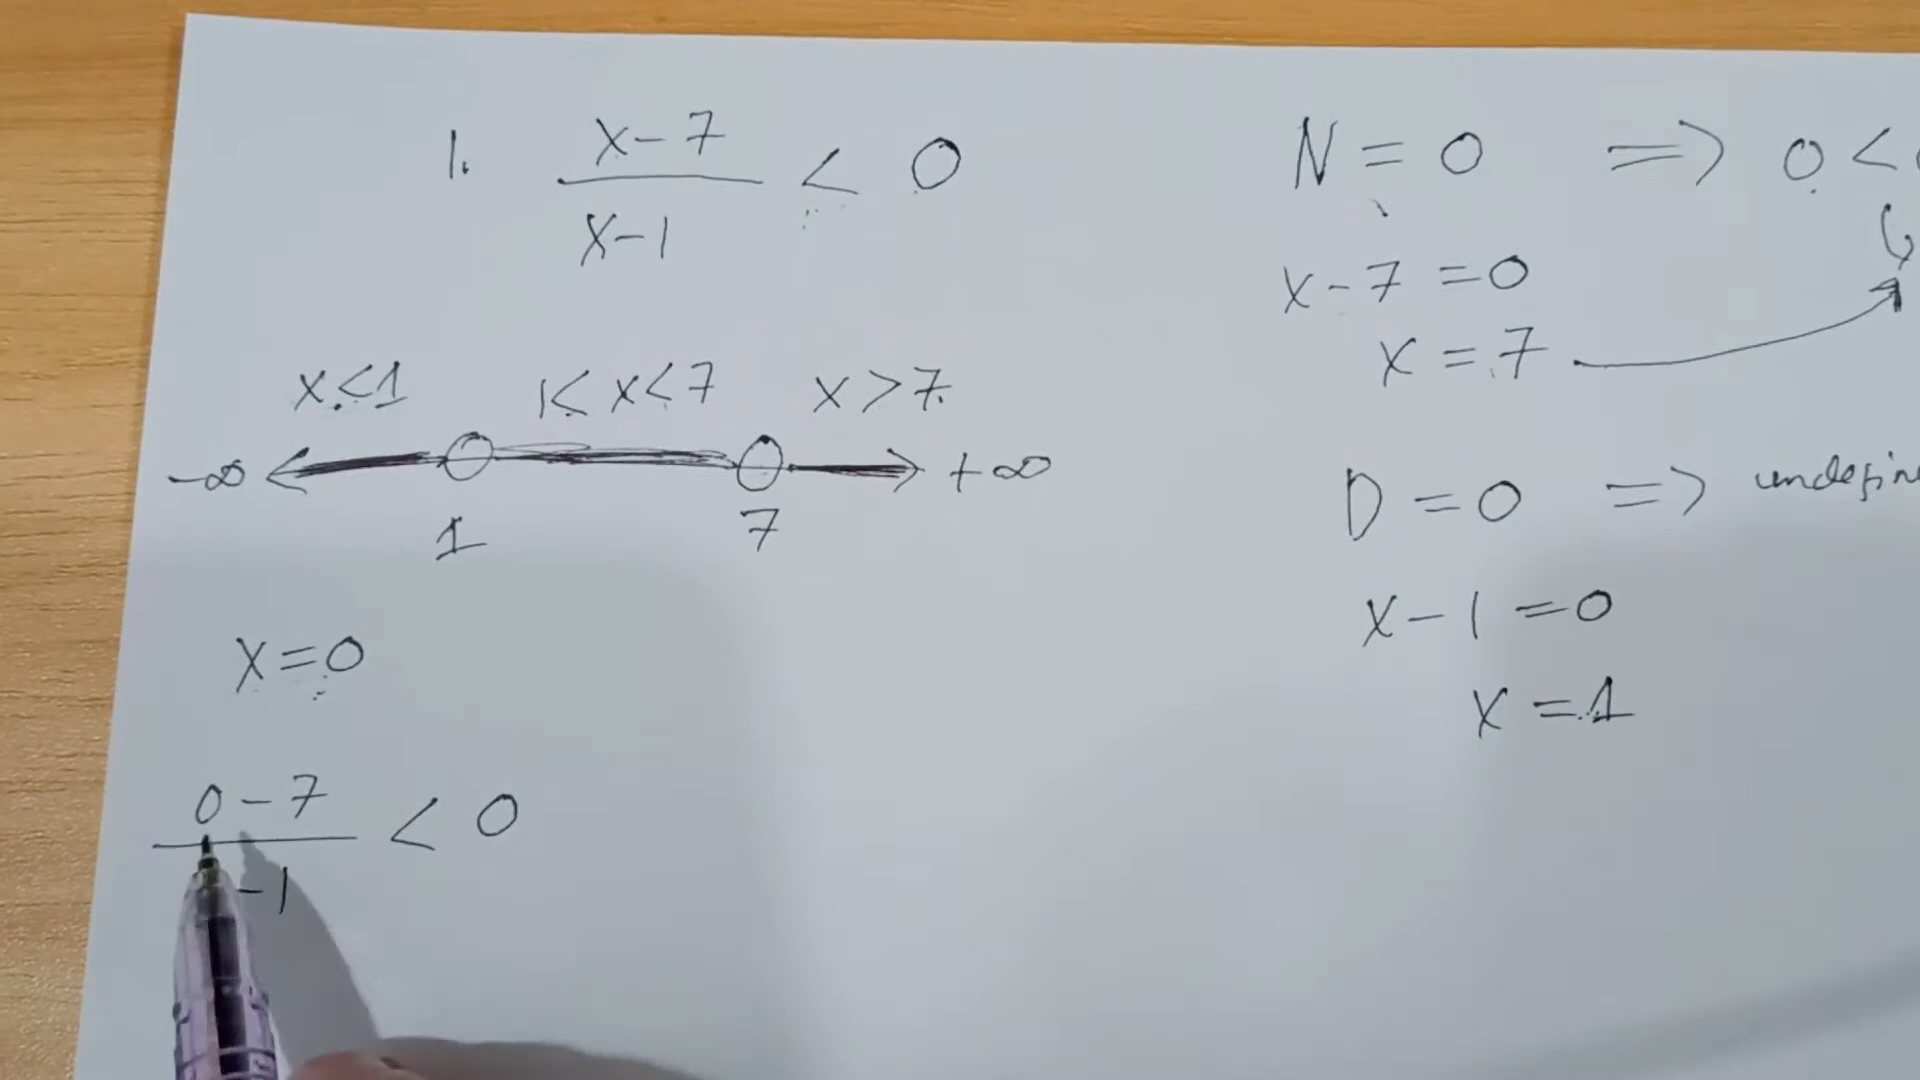 1. x-7
x-1 < 0
x<1 1< x<7 x>7
-∞ +∞
1 7
x=0
0-7
-1 < 0
N = 0 => 0 <
x-7 =0
x = 7
D = 0 =>
x-1 =0
x =1